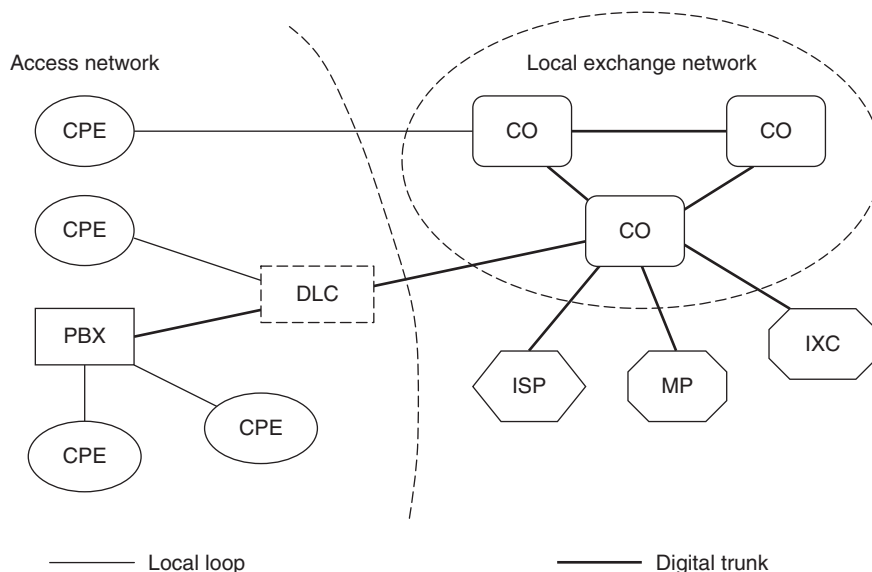 Access network
Local exchange network
CPE
CO
CO
CPE
CO
DLC
PBX
IXC
ISP
MP
CPE
CPE
Local loop
Digital trunk